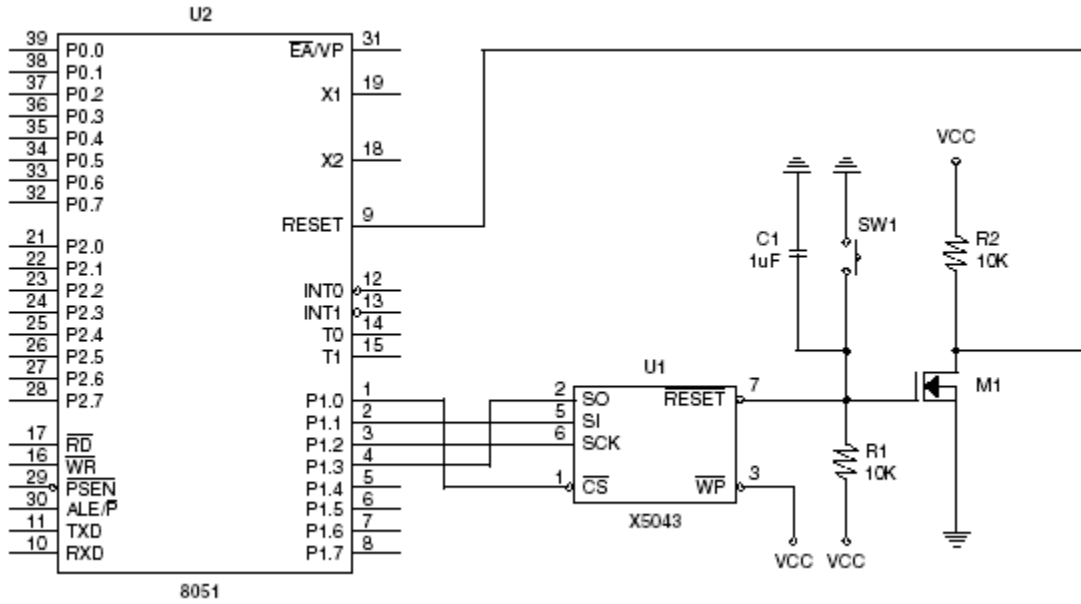 U2
39 P0.0
38 P0.1
37 P0.2
36 P0.3
35 P0.4
34 P0.5
33 P0.6
32 P0.7
21 P2.0
22 P2.1
23 P2.2
24 P2.3
25 P2.4
26 P2.5
27 P2.6
28 P2.7
17 RD
16 WR
29 PSEN
30 ALE/P
11 TXD
10 RXD
EA/VP 31
X1 19
X2 18
RESET 9
INT0 12
INT1 13
T0 14
T1 15
P1.0 1
P1.1 2
P1.2 3
P1.3 4
P1.4 5
P1.5 6
P1.6 7
P1.7 8
8051
U1
2 SO
5 SI
6 SCK
1 CS
RESET 7
WP 3
X5043
C1
1uF
SW1
VCC
R2
10K
M1
R1
10K
VCC VCC